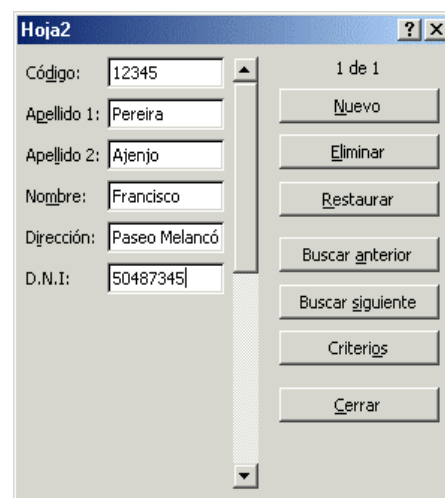 Hoja2
Código: 12345
Apellido 1: Pereira
Apellido 2: Ajenjo
Nombre: Francisco
Dirección: Paseo Melancó
D.N.I: 50487345
1 de 1
Nuevo
Eliminar
Restaurar
Buscar anterior
Buscar siguiente
Criterios
Cerrar